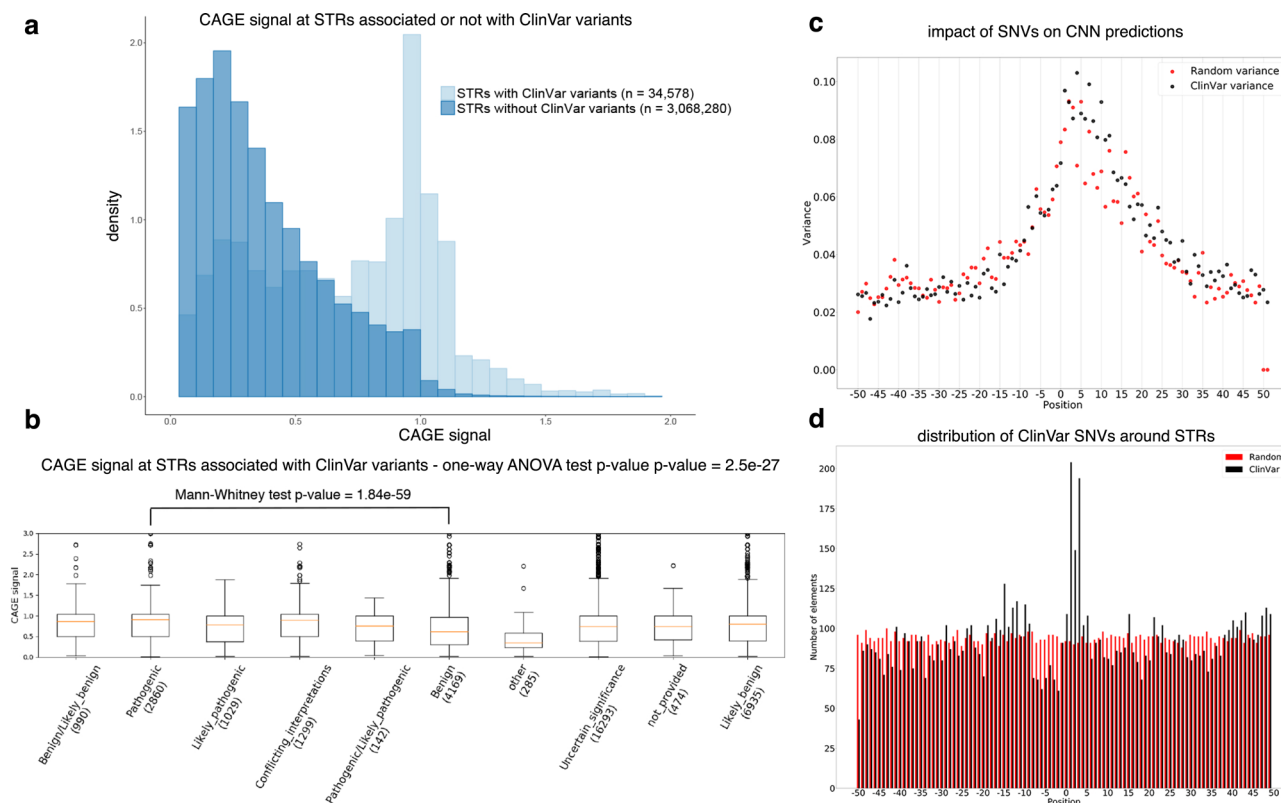 a
CAGE signal at STRs associated or not with ClinVar variants
2.0
1.5
1.0
0.5
0.0
density
STRs with ClinVar variants (n = 34,578)
STRs without ClinVar variants (n = 3,068,280)
0.0 0.5 1.0 1.5 2.0
CAGE signal
b
CAGE signal at STRs associated with ClinVar variants - one-way ANOVA test p-value p-value = 2.5e-27
Mann-Whitney test p-value = 1.84e-59
3.0
2.5
2.0
1.5
1.0
0.5
0.0
CAGE signal
Benign/Likely_benign
(990)
Pathogenic
(2860)
Likely_pathogenic
(1029)
Conflicting_interpretations
(1299)
Pathogenic/Likely_pathogenic
(142)
Benign
(4169)
other
(285)
Uncertain_significance
(16293)
not_provided
(474)
Likely_benign
(6935)
c
impact of SNVs on CNN predictions
Random variance
ClinVar variance
0.10
0.08
0.06
0.04
0.02
0.00
Variance
-50 -45 -40 -35 -30 -25 -20 -15 -10 -5 0 5 10 15 20 25 30 35 40 45 50
Position
d
distribution of ClinVar SNVs around STRs
Random
ClinVar
200
175
150
125
100
75
50
25
0
Number of elements
-50 -45 -40 -35 -30 -25 -20 -15 -10 -5 0 5 10 15 20 25 30 35 40 45 50
Position